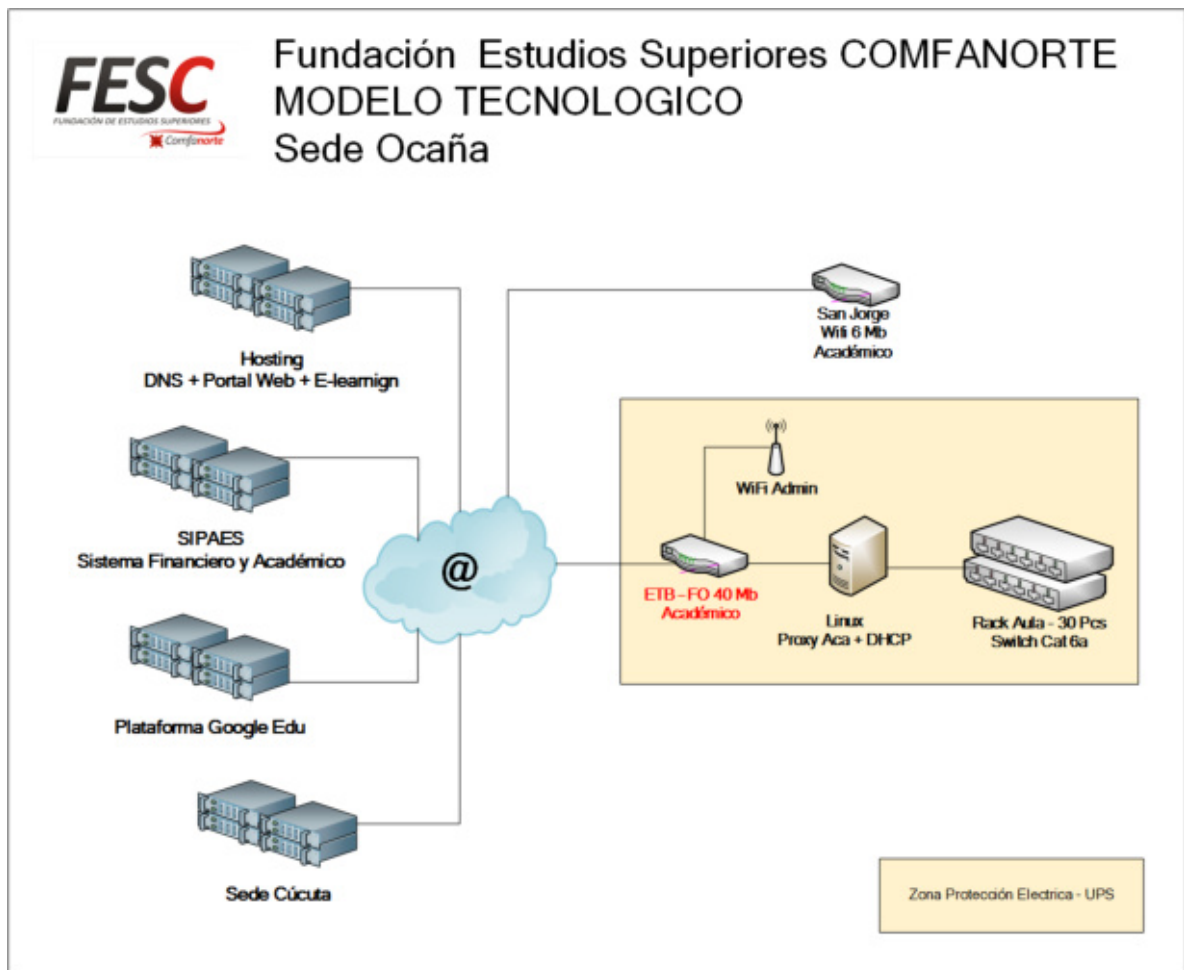 Fundación Estudios Superiores COMFANORTE
MODELO TECNOLOGICO
Sede Ocaña
FESC
FUNDACIÓN DE ESTUDIOS SUPERIORES
Comfanorte
Hosting
DNS + Portal Web + E-learnign
San Jorge
Wifi 6 Mb
Académico
WiFi Admin
SIPAES
Sistema Financiero y Académico
@
ETB - FO 40 Mb
Académico
Linux
Proxy Aca + DHCP
Rack Aula - 30 Pcs
Switch Cat 6a
Plataforma Google Edu
Sede Cúcuta
Zona Protección Electrica - UPS